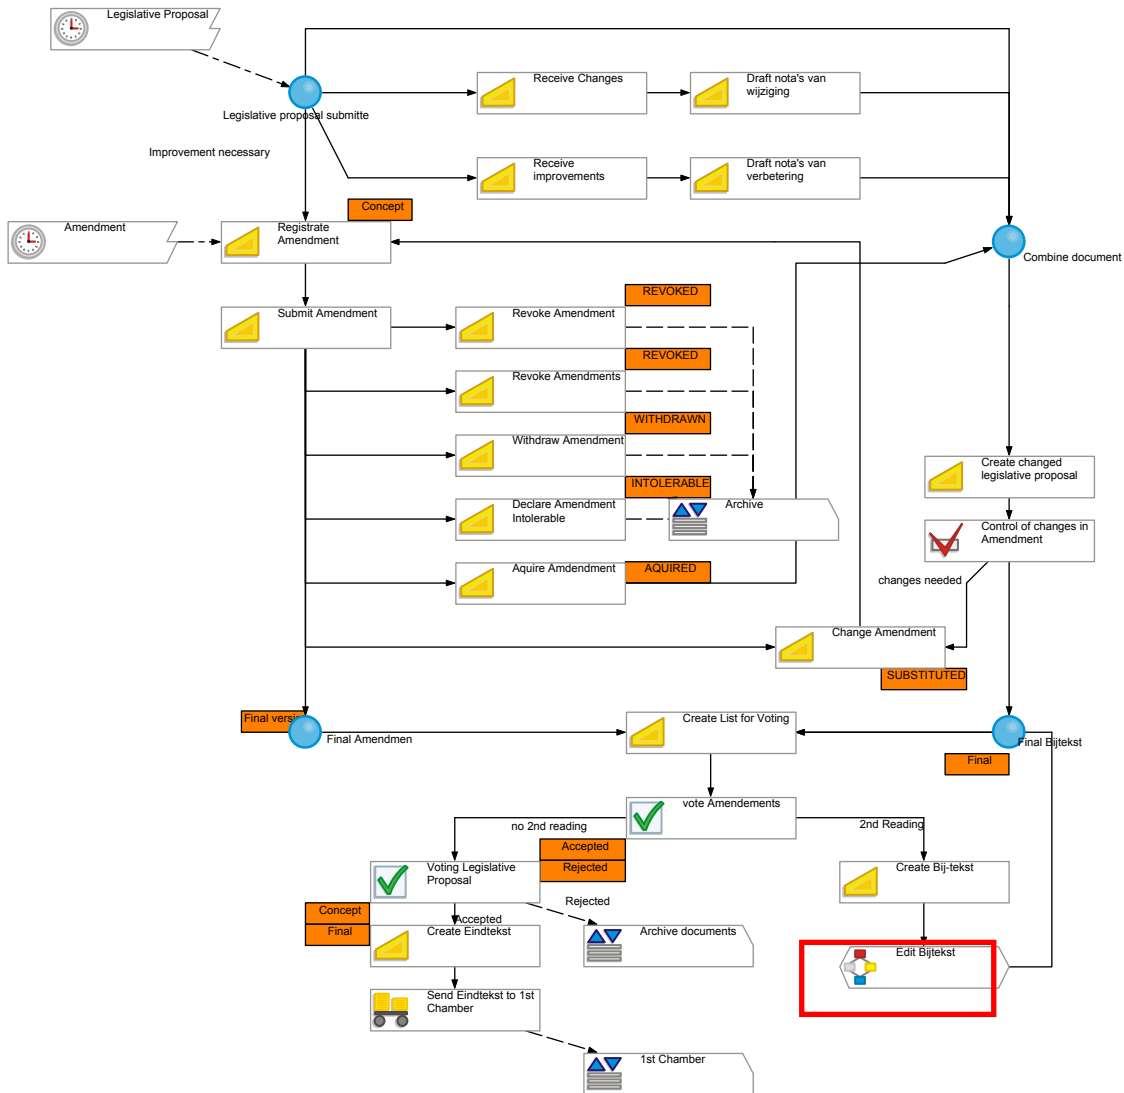 Legislative Proposal
Legislative proposal submitte
Receive Changes
Draft nota's van
wijziging
Improvement necessary
Receive
improvements
Draft nota's van
verbetering
Concept
Amendment
Registrate
Amendment
Combine document
REVOKED
Submit Amendment
Revoke Amendment
REVOKED
Revoke Amendments
WITHDRAWN
Withdraw Amendment
Create changed
legislative proposal
INTOLERABLE
Declare Amendment
Intolerable
Archive
Control of changes in
Amendment
Aquire Amdendment
AQUIRED
changes needed
Change Amendment
SUBSTITUTED
Final versi
Final Amendmen
Create List for Voting
Final Bijtekst
Final
vote Amendements
no 2nd reading
2nd Reading
Accepted
Rejected
Voting Legislative
Proposal
Create Bij-tekst
Rejected
Concept
Final
Accepted
Create Eindtekst
Archive documents
Edit Bijtekst
Send Eindtekst to 1st
Chamber
1st Chamber